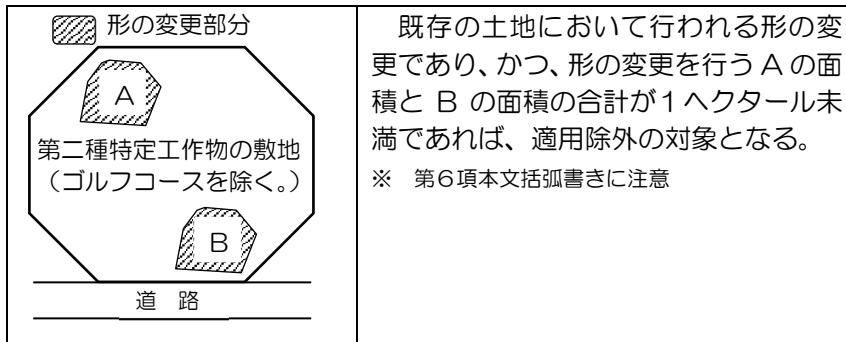 形の変更部分
A
第二種特定工作物の敷地
（ゴルフコースを除く。）
B
道 路
既存の土地において行われる形の変
更であり、かつ、形の変更を行うＡの面
積と Ｂ の面積の合計が１ヘクタール未
満であれば、適用除外の対象となる。
※ 第６項本文括弧書きに注意